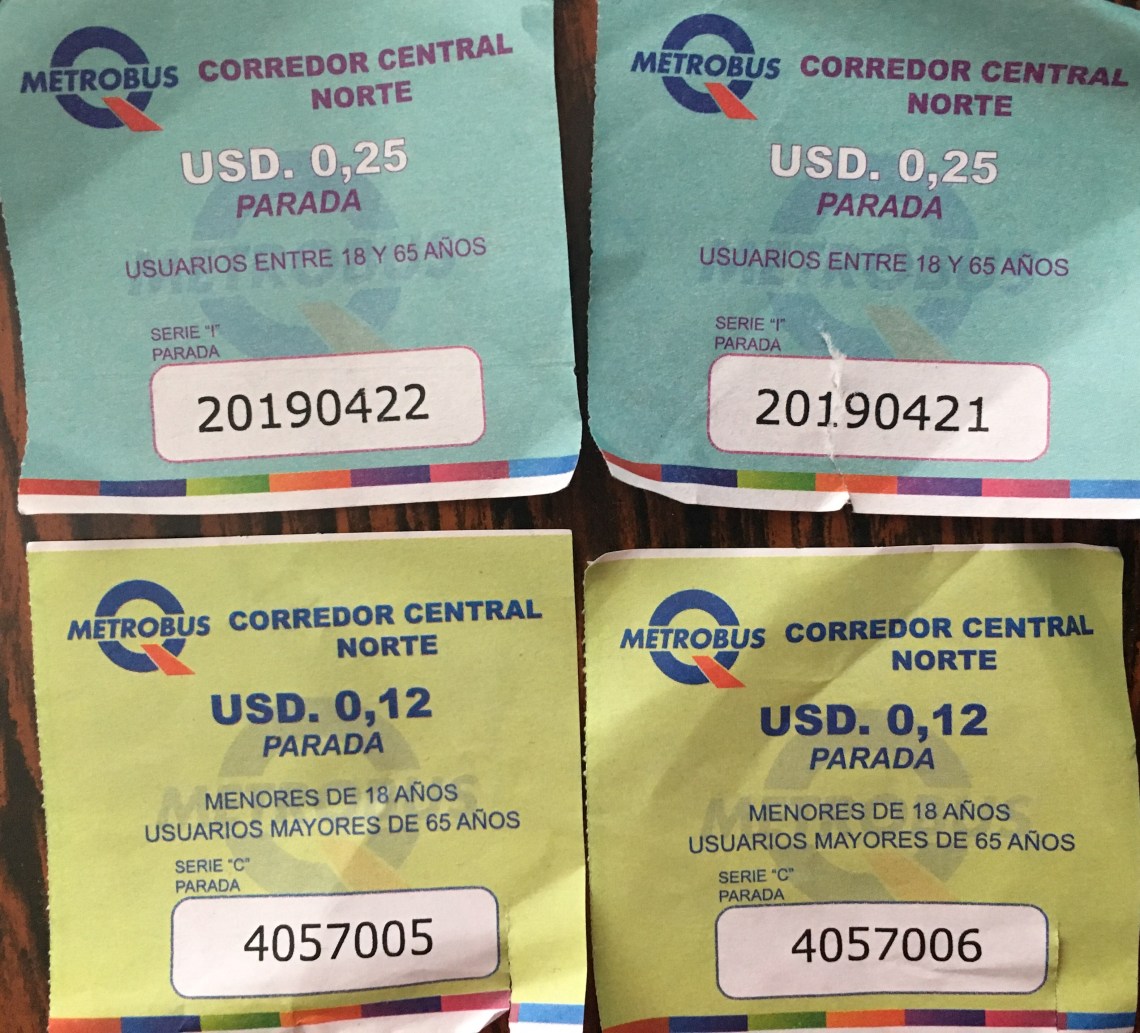 METROBUS
CORREDOR CENTRAL
NORTE
USD. 0,25
PARADA
USUARIOS ENTRE 18 Y 65 AÑOS
SERIE "I"
PARADA
20190422
METROBUS
CORREDOR CENTRAL
NORTE
USD. 0,25
PARADA
USUARIOS ENTRE 18 Y 65 AÑOS
SERIE "I"
PARADA
20190421
METROBUS
CORREDOR CENTRAL
NORTE
USD. 0,12
PARADA
MENORES DE 18 AÑOS
USUARIOS MAYORES DE 65 AÑOS
SERIE "C"
PARADA
4057005
METROBUS
CORREDOR CENTRAL
NORTE
USD. 0,12
PARADA
MENORES DE 18 AÑOS
USUARIOS MAYORES DE 65 AÑOS
SERIE "C"
PARADA
4057006